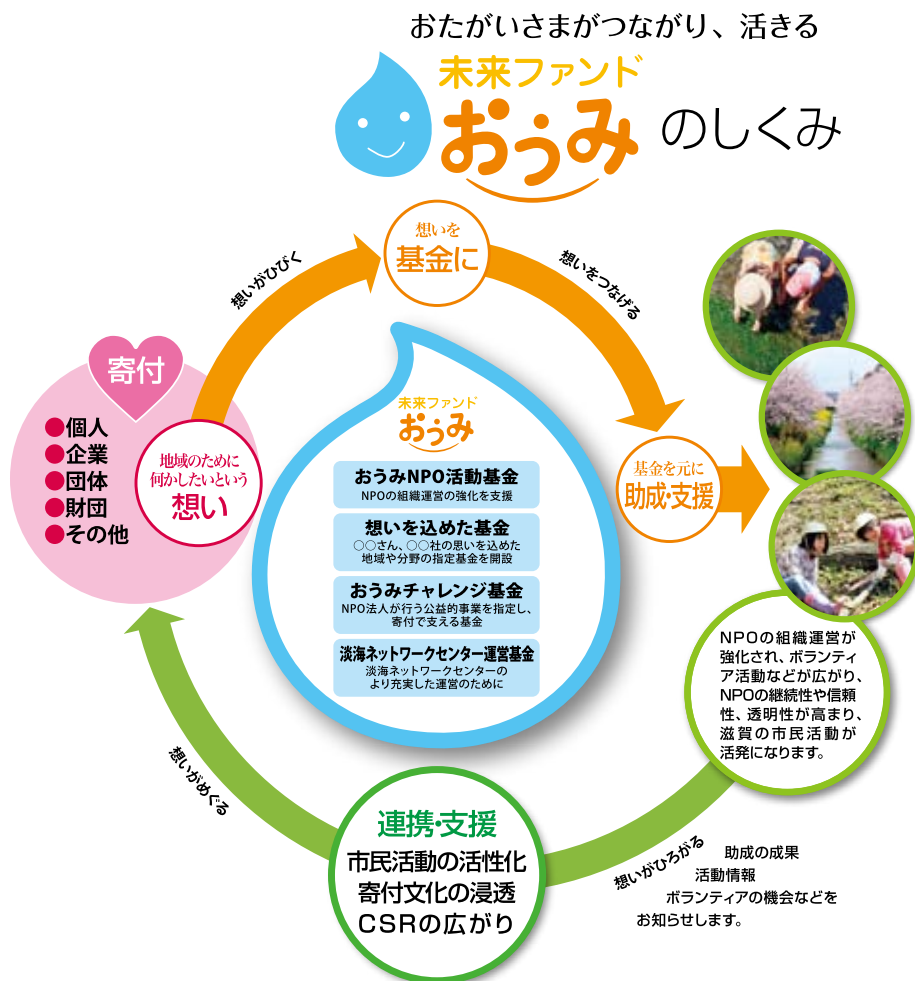 おたがいさまがつながり、活きる
未来ファンド
おうみ のしくみ
想いを
基金に
想いがひびく
想いをつなげる
寄付
●個人
●企業
●団体
●財団
●その他
地域のために
何かしたいという
想い
未来ファンド
おうみ
おうみNPO活動基金
NPOの組織運営の強化を支援
想いを込めた基金
○○さん、○○社の思いを込めた
地域や分野の指定基金を開設
おうみチャレンジ基金
NPO法人が行う公益的事業を指定し、
寄付で支える基金
淡海ネットワークセンター運営基金
淡海ネットワークセンターの
より充実した運営のために
基金を元に
助成・支援
NPOの組織運営が
強化され、ボランティ
ア活動などが広がり、
NPOの継続性や信頼
性、透明性が高まり、
滋賀の市民活動が
活発になります。
想いがひろがる
助成の成果
活動情報
ボランティアの機会などを
お知らせします。
連携・支援
市民活動の活性化
寄付文化の浸透
CSRの広がり
想いがめぐる